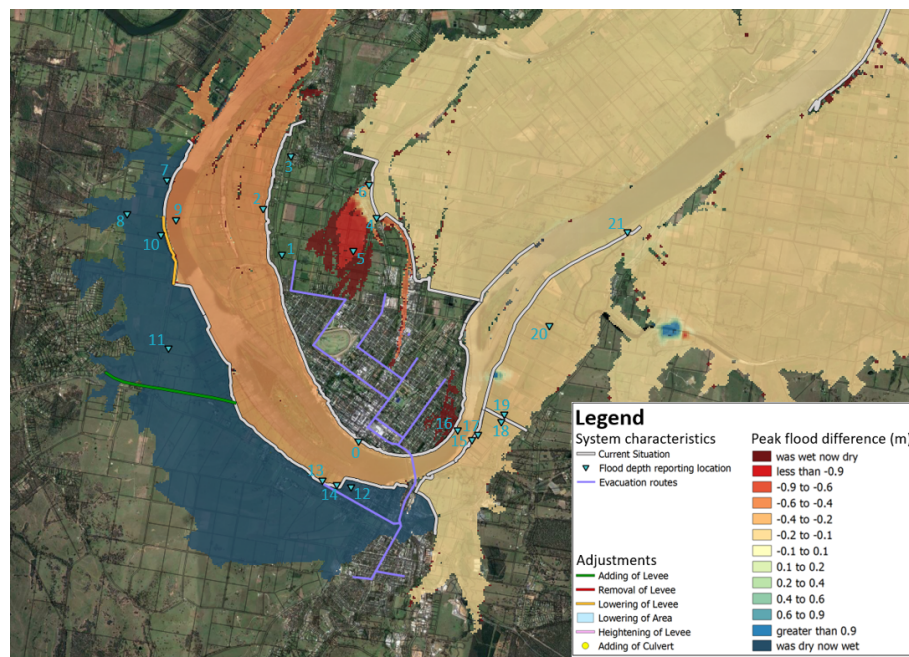 3
7
6
8
9
2
4
10
21
1
5
20
11
19
16
17
18
15
0
13
14
12
Legend
System characteristics
Current Situation
Flood depth reporting location
Evacuation routes
Adjustments
Adding of Levee
Removal of Levee
Lowering of Levee
Lowering of Area
Heightening of Levee
Adding of Culvert
Peak flood difference (m)
was wet now dry
less than -0.9
-0.9 to -0.6
-0.6 to -0.4
-0.4 to -0.2
-0.2 to -0.1
-0.1 to 0.1
0.1 to 0.2
0.2 to 0.4
0.4 to 0.6
0.6 to 0.9
greater than 0.9
was dry now wet